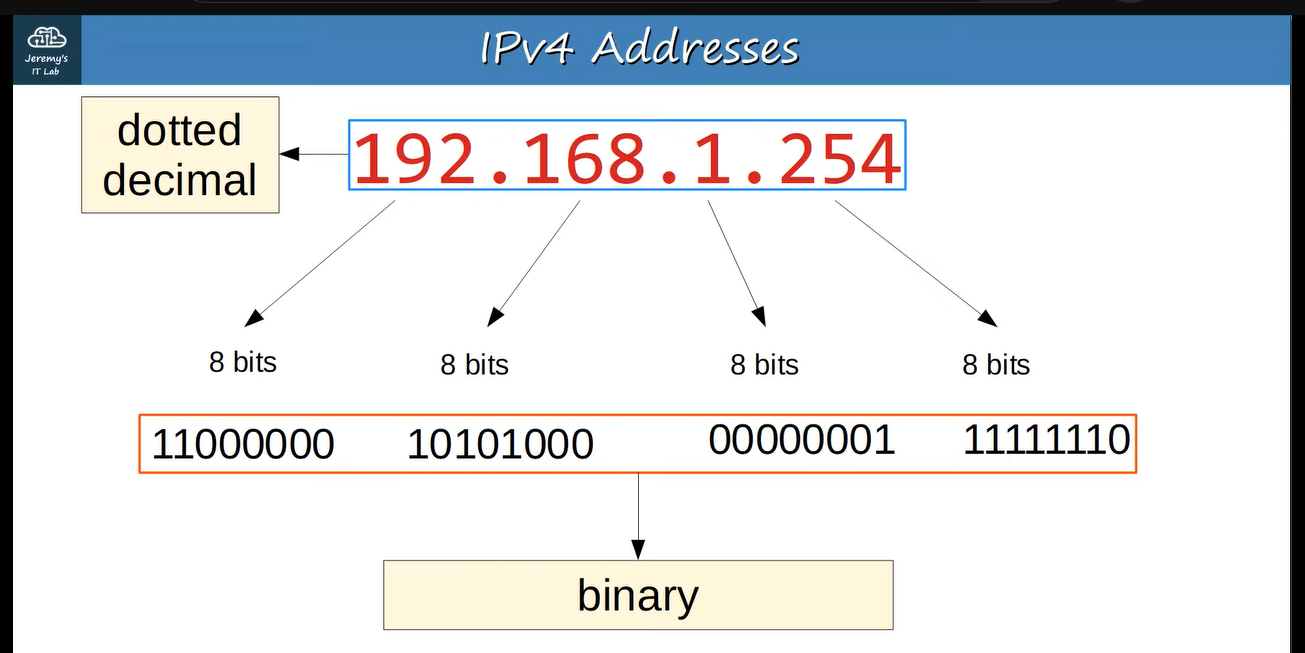 Jeremy's
IT Lab
IPv4 Addresses
dotted
decimal
192.168.1.254
8 bits
8 bits
8 bits
8 bits
11000000
10101000
00000001
11111110
binary